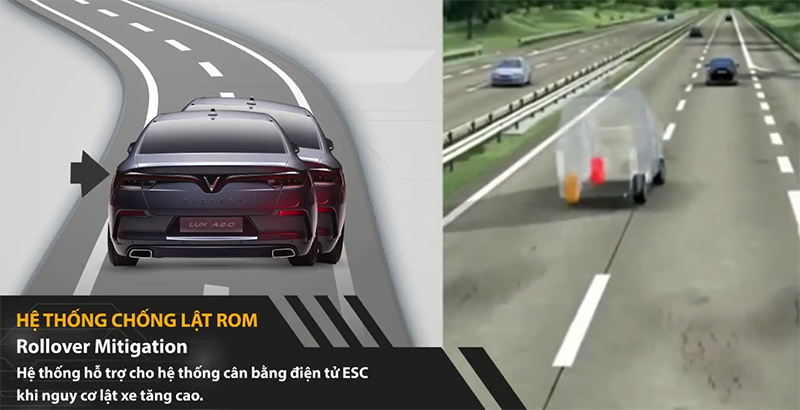 VINFAST
LUX A2.0
HỆ THỐNG CHỐNG LẬT ROM
Rollover Mitigation
Hệ thống hỗ trợ cho hệ thống cân bằng điện tử ESC
khi nguy cơ lật xe tăng cao.